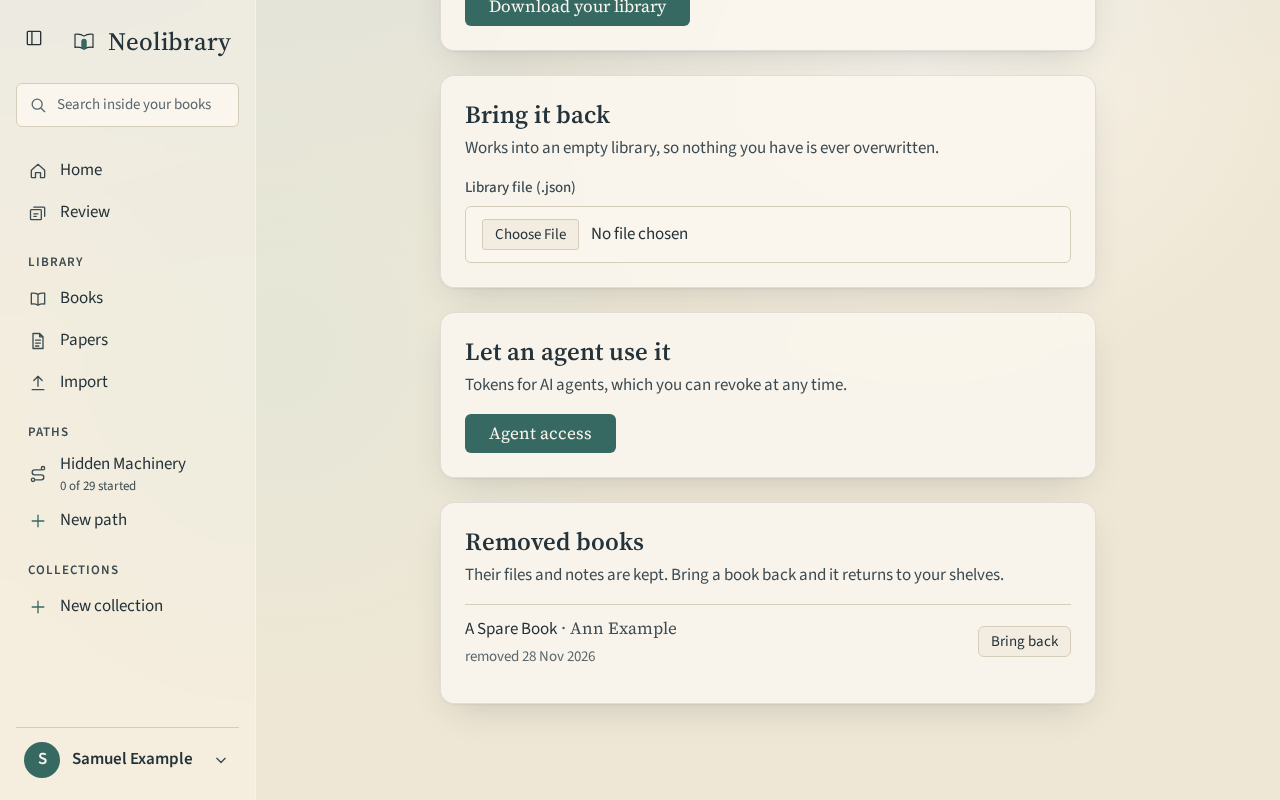 Neolibrary
Search inside your books
Home
Review
LIBRARY
Books
Papers
Import
PATHS
Hidden Machinery
0 of 29 started
New path
COLLECTIONS
New collection
S
Samuel Example
Download your library
Bring it back
Works into an empty library, so nothing you have is ever overwritten.
Library file (.json)
Choose File No file chosen
Let an agent use it
Tokens for AI agents, which you can revoke at any time.
Agent access
Removed books
Their files and notes are kept. Bring a book back and it returns to your shelves.
A Spare Book · Ann Example
removed 28 Nov 2026
Bring back